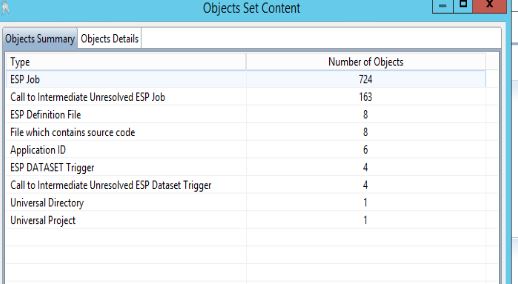 Objects Set Content
Objects Summary Objects Details
Type Number of Objects
ESP Job 724
Call to Intermediate Unresolved ESP Job 163
ESP Definition File 8
File which contains source code 8
Application ID 6
ESP DATASET Trigger 4
Call to Intermediate Unresolved ESP Dataset Trigger 4
Universal Directory 1
Universal Project 1